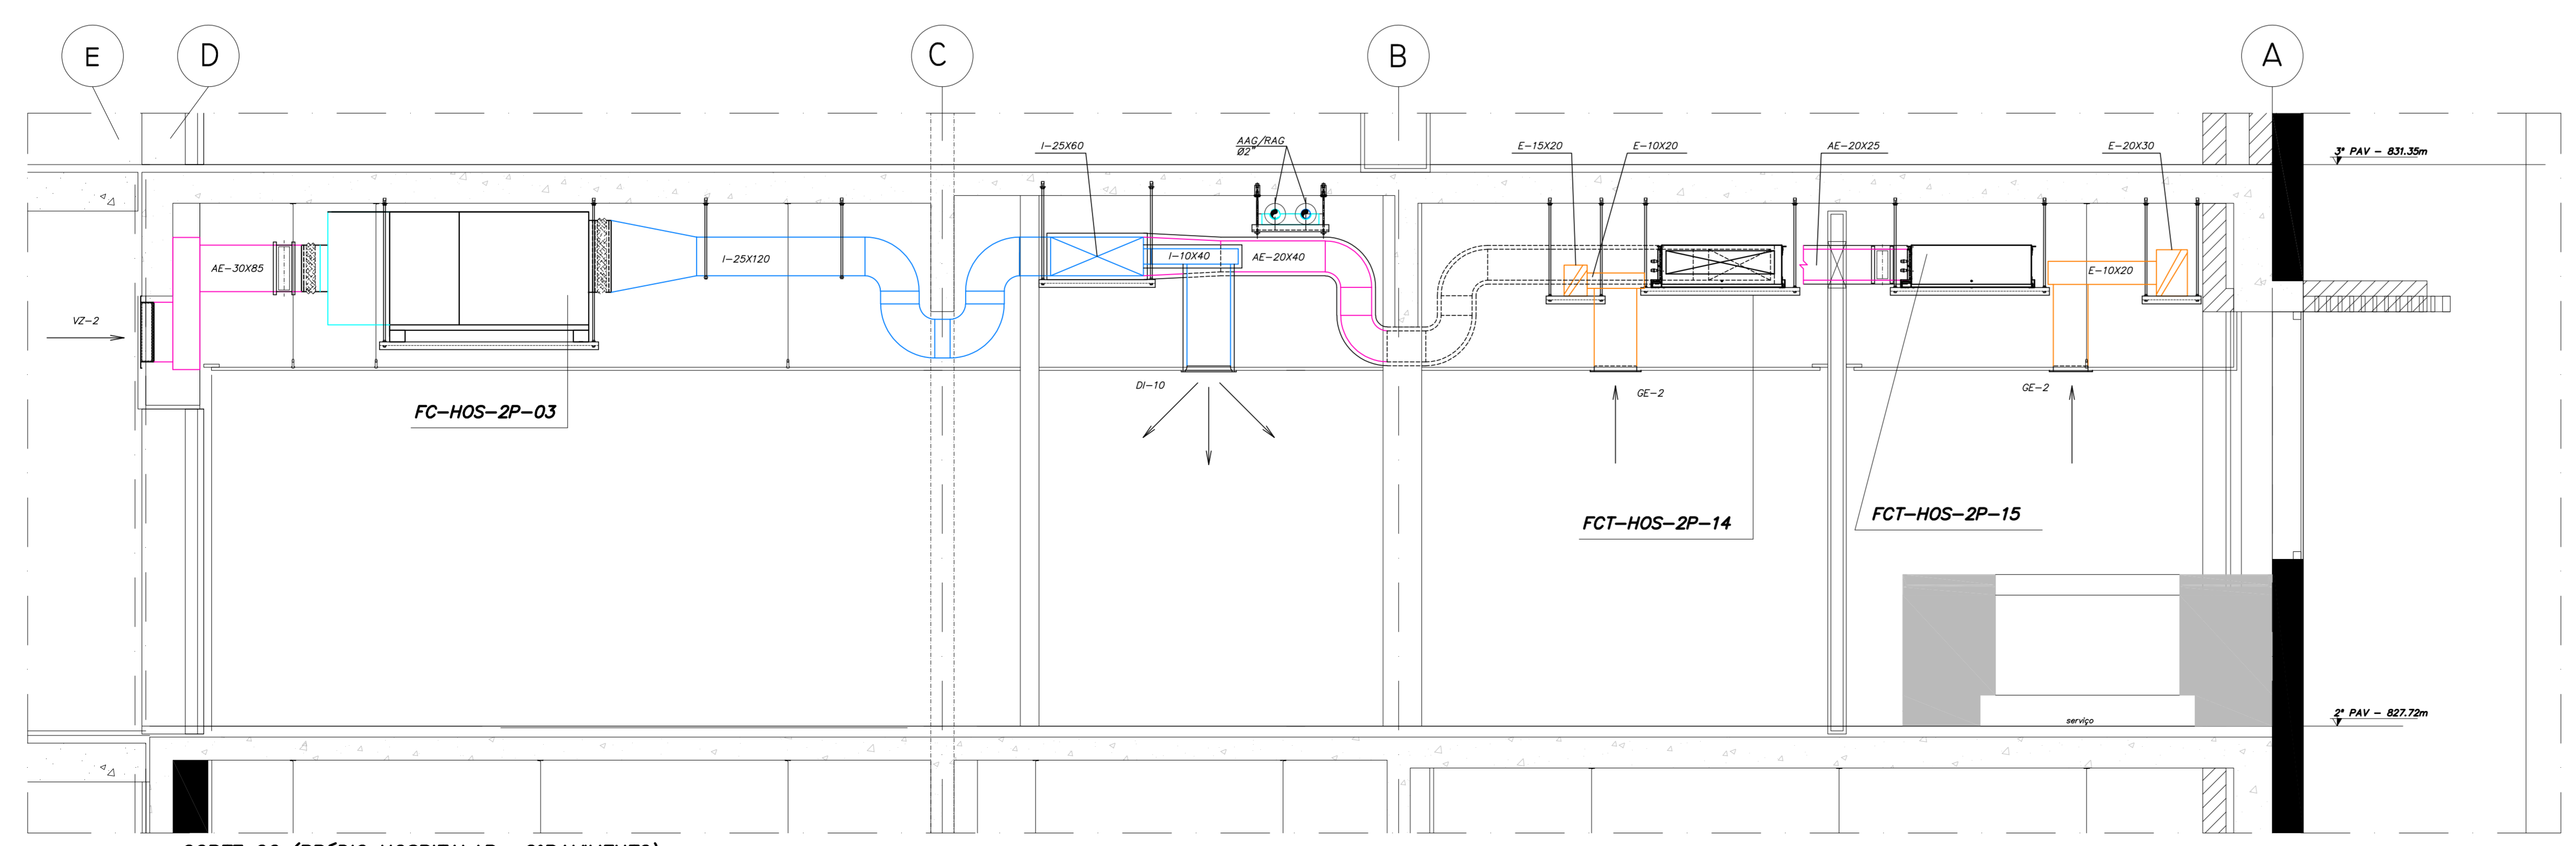 E
D
C
B
A
I-25X60
AAG/RAG
Ø2"
E-15X20
E-10X20
AE-20X25
E-20X30
3° PAV - 831.35m
AE-30X85
I-25X120
I-10X40
AE-20X40
E-10X20
VZ-2
DI-10
GE-2
GE-2
FC-HOS-2P-03
FCT-HOS-2P-14
FCT-HOS-2P-15
serviço
2° PAV - 827.72m